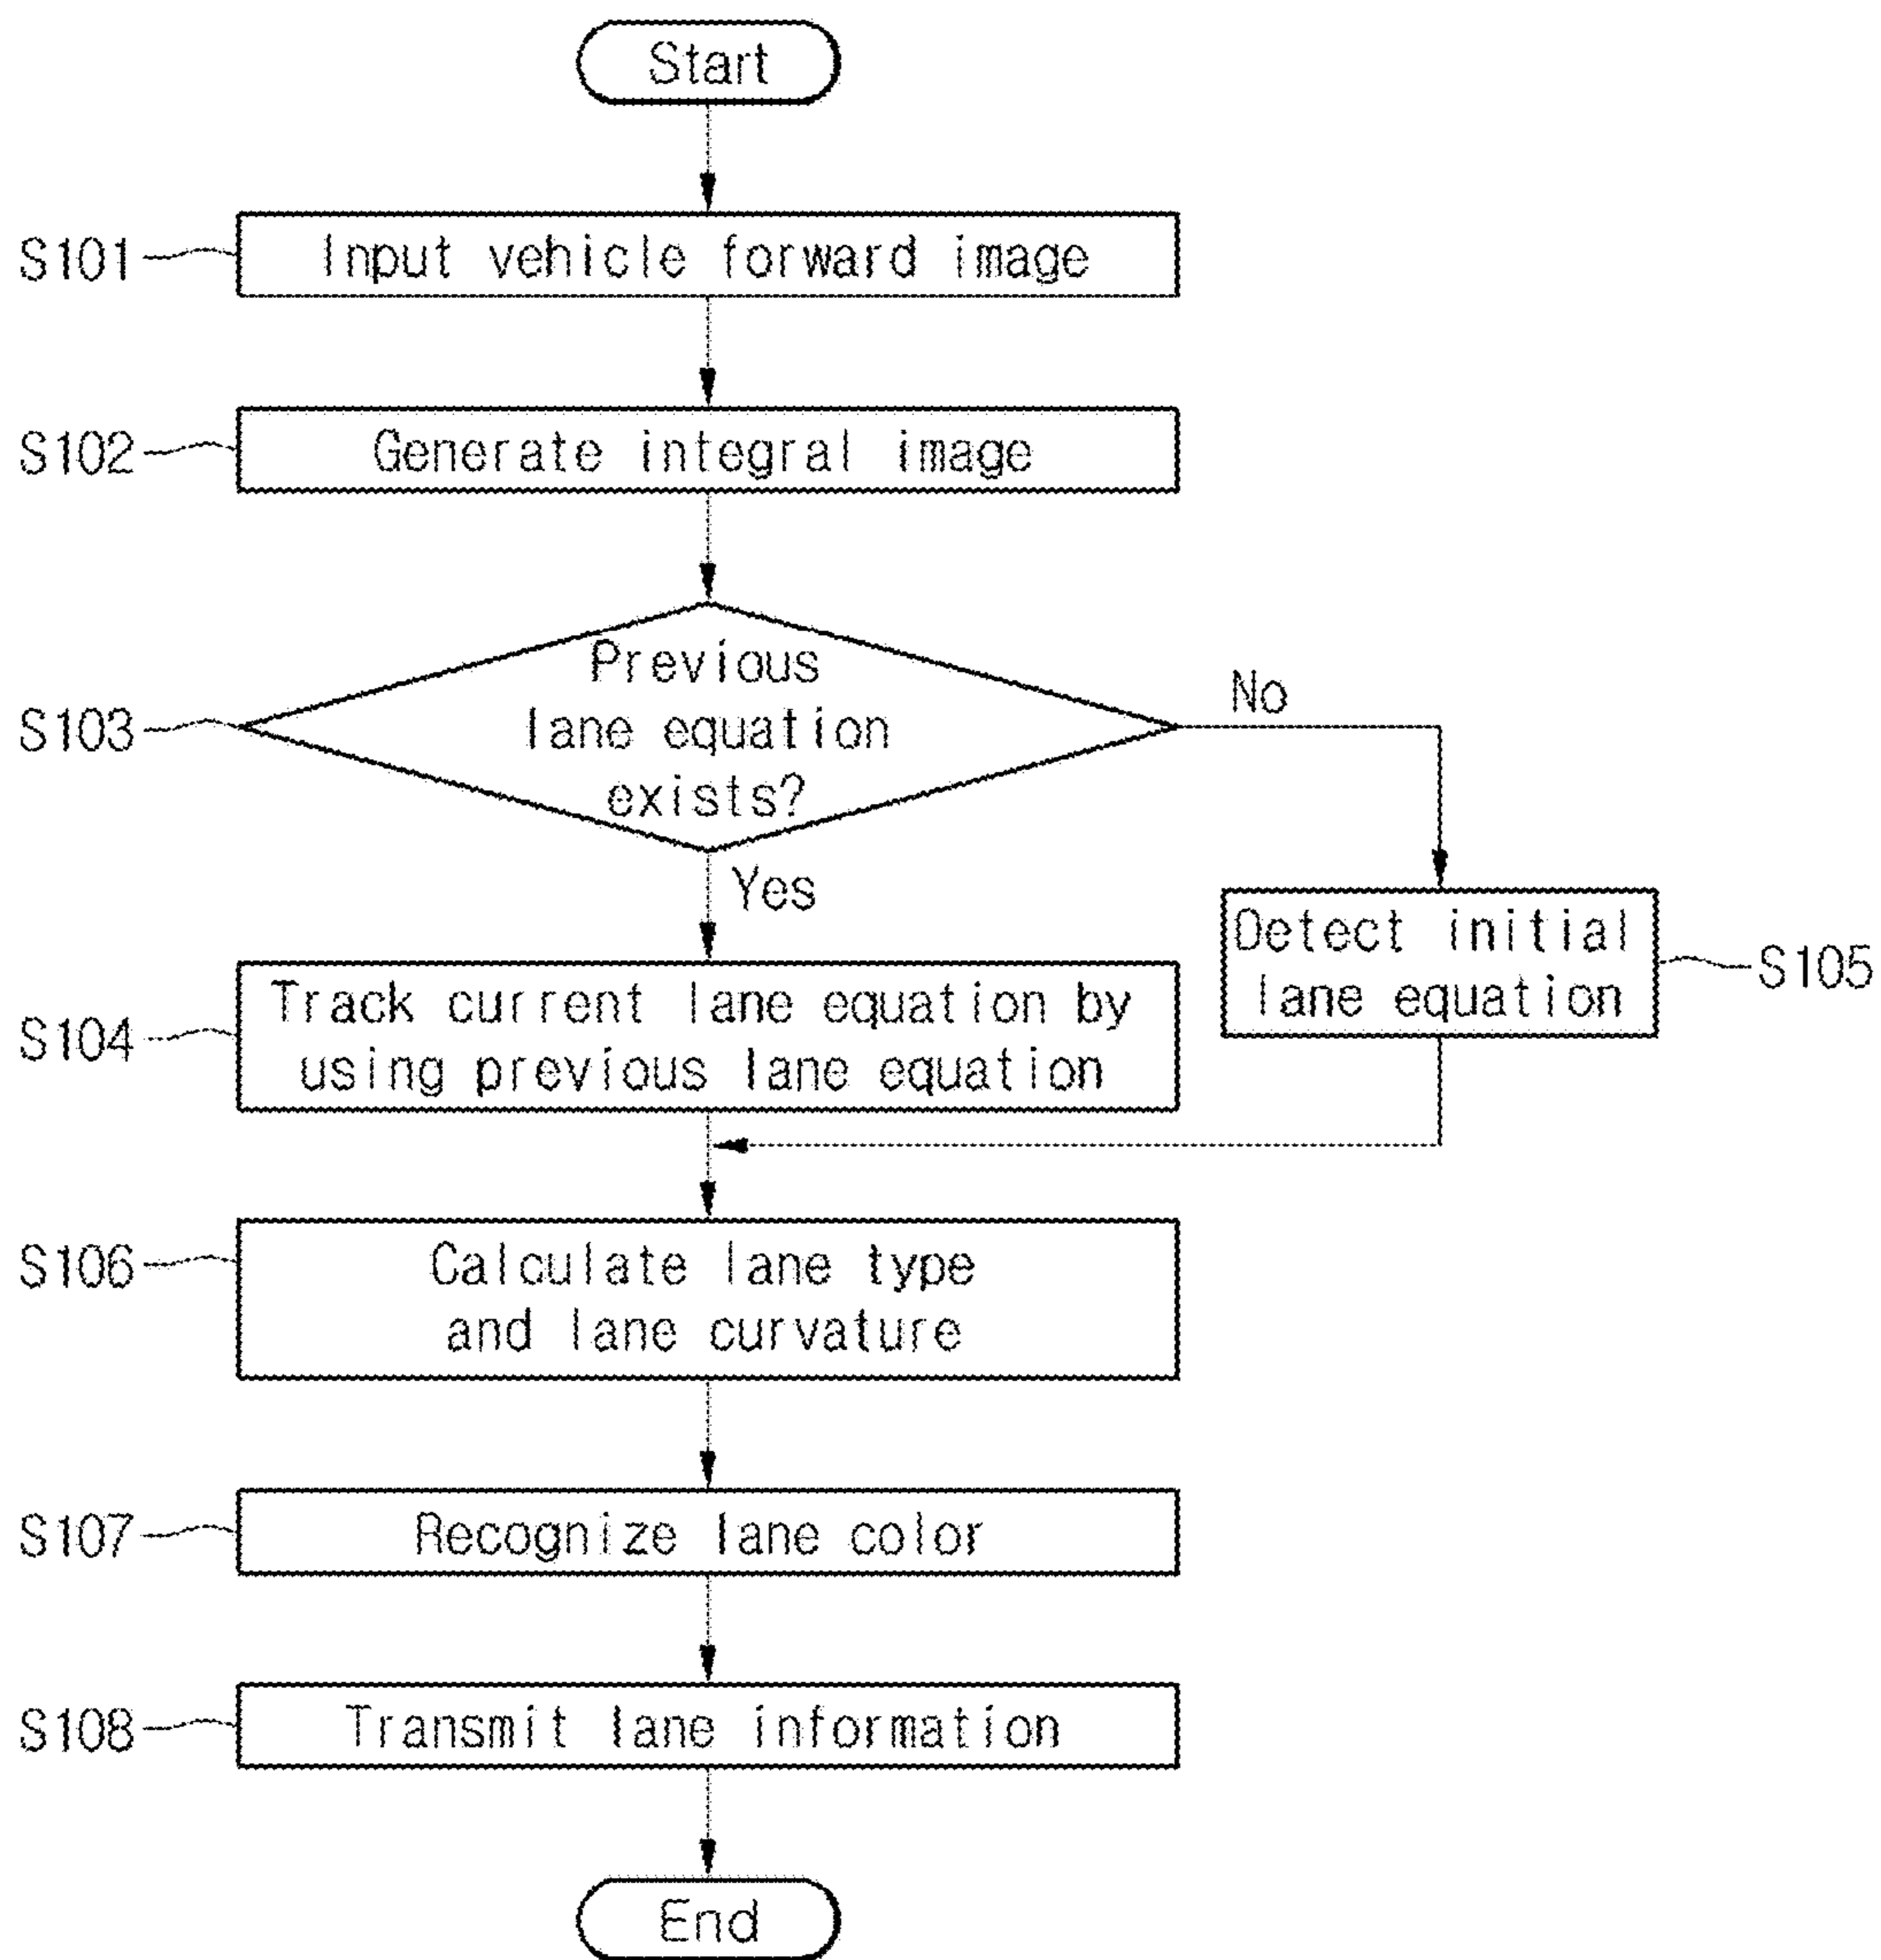 Start
S101
Input vehicle forward image
S102
Generate integral image
S103
Previous
lane equation
exists?
No
Yes
Detect initial
lane equation
S105
S104
Track current lane equation by
using previous lane equation
S106
Calculate lane type
and lane curvature
S107
Recognize lane color
S108
Transmit lane information
End